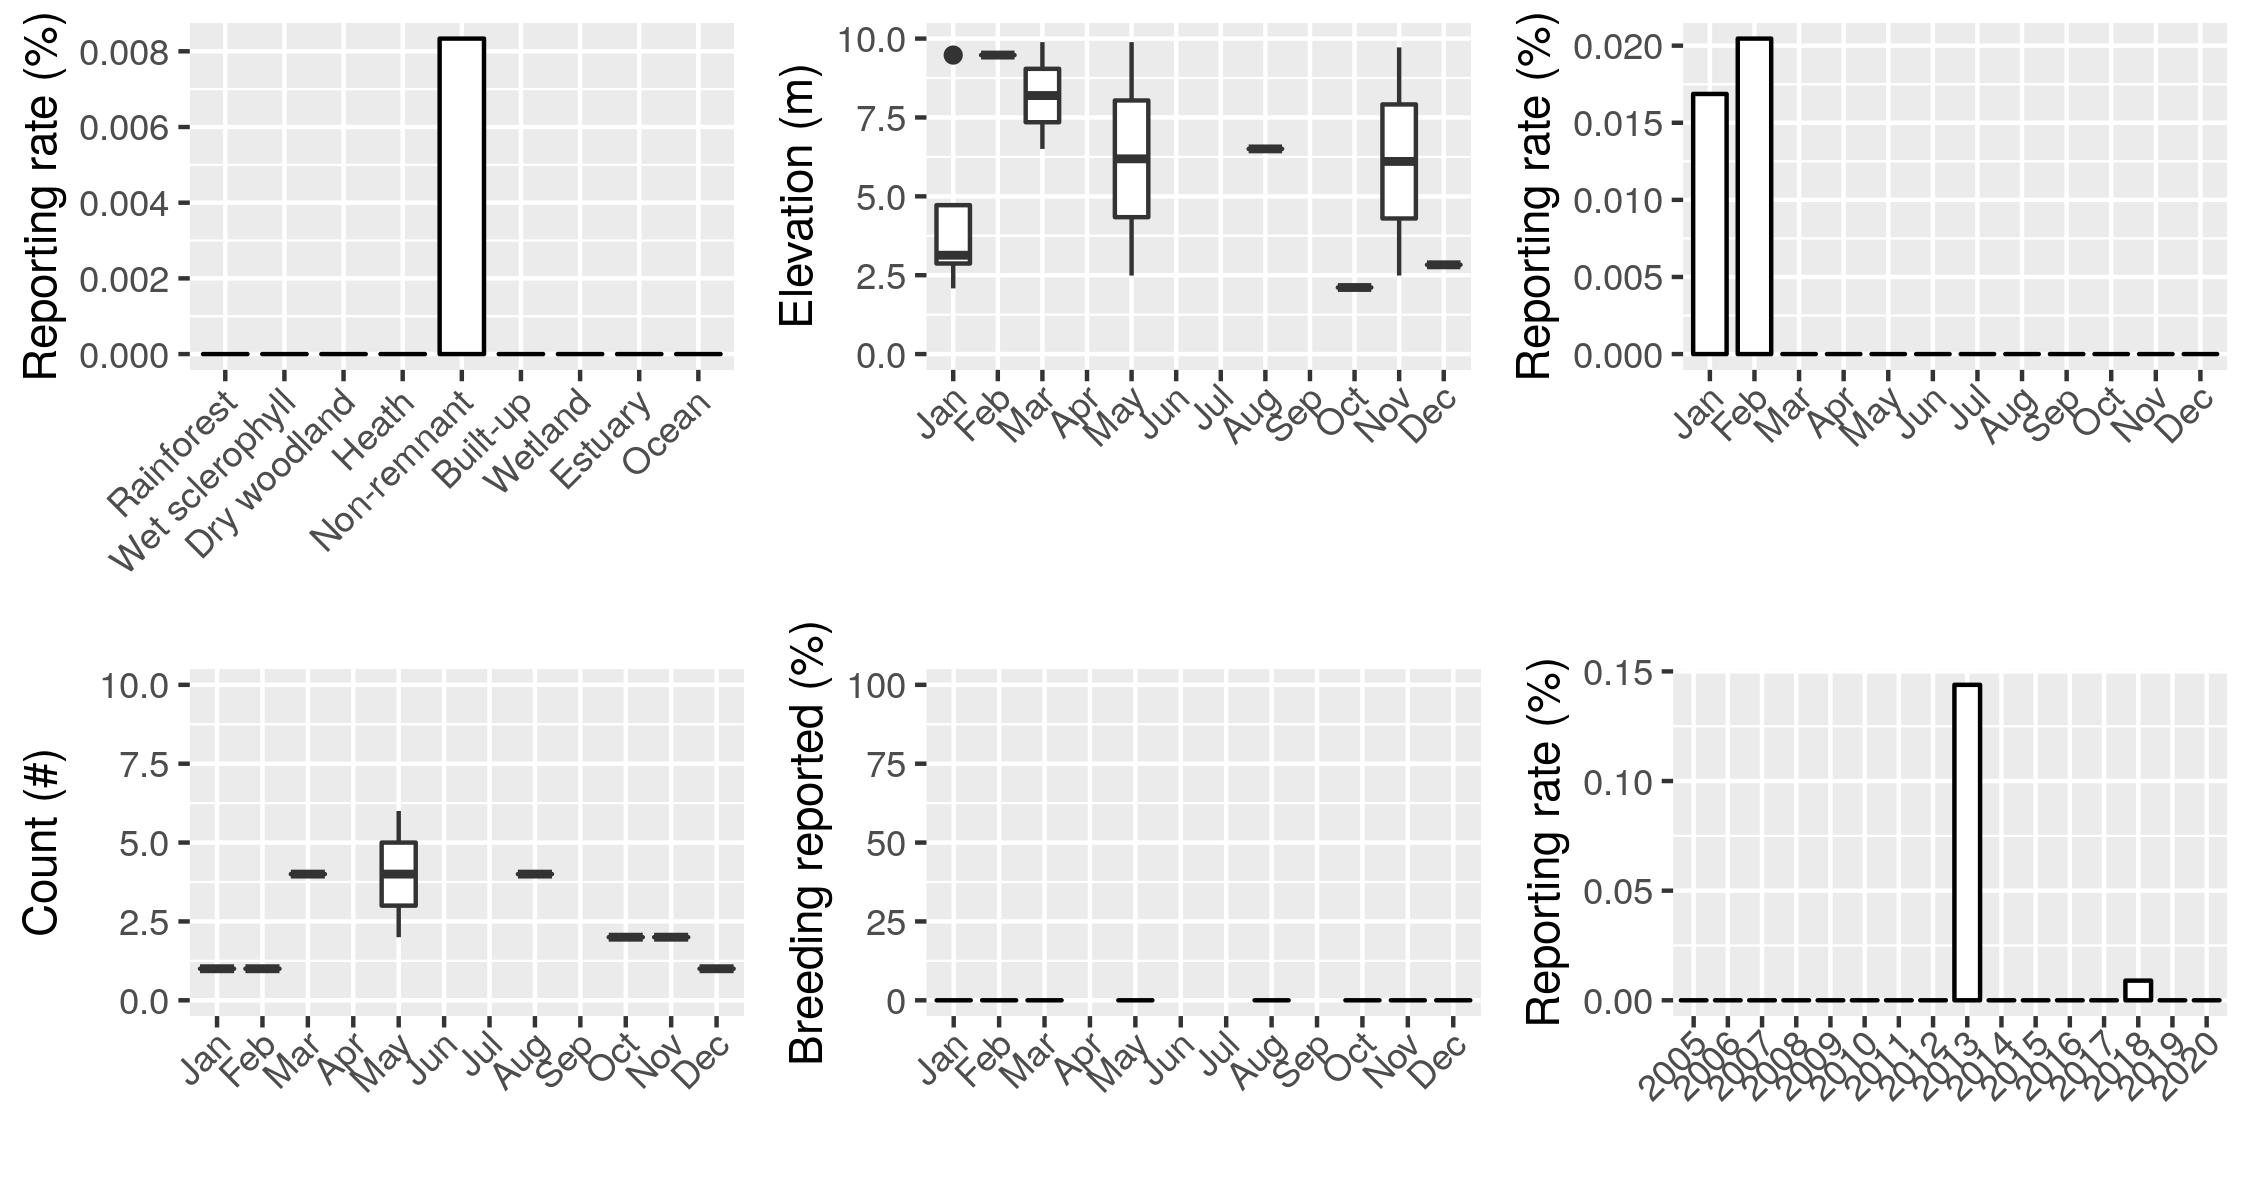 Reporting rate (%)
0.008
0.006
0.004
0.002
0.000
Rainforest
Wet sclerophyll
Dry woodland
Heath
Non-remnant
Built-up
Wetland
Estuary
Ocean
Elevation (m)
10.0
7.5
5.0
2.5
0.0
Jan
Feb
Mar
Apr
May
Jun
Jul
Aug
Sep
Oct
Nov
Dec
Reporting rate (%)
0.020
0.015
0.010
0.005
0.000
Jan
Feb
Mar
Apr
May
Jun
Jul
Aug
Sep
Oct
Nov
Dec
Count (#)
10.0
7.5
5.0
2.5
0.0
Jan
Feb
Mar
Apr
May
Jun
Jul
Aug
Sep
Oct
Nov
Dec
Breeding reported (%)
100
75
50
25
0
Jan
Feb
Mar
Apr
May
Jun
Jul
Aug
Sep
Oct
Nov
Dec
Reporting rate (%)
0.15
0.10
0.05
0.00
2005
2006
2007
2008
2009
2010
2011
2012
2013
2014
2015
2016
2017
2018
2019
2020